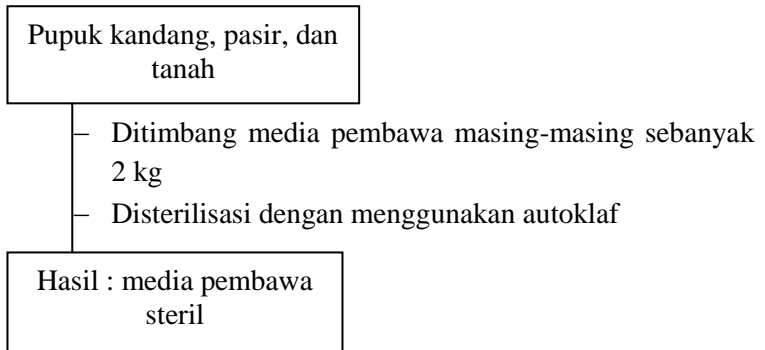 Pupuk kandang, pasir, dan
tanah
– Ditimbang media pembawa masing-masing sebanyak
2 kg
– Disterilisasi dengan menggunakan autoklaf
Hasil : media pembawa
steril